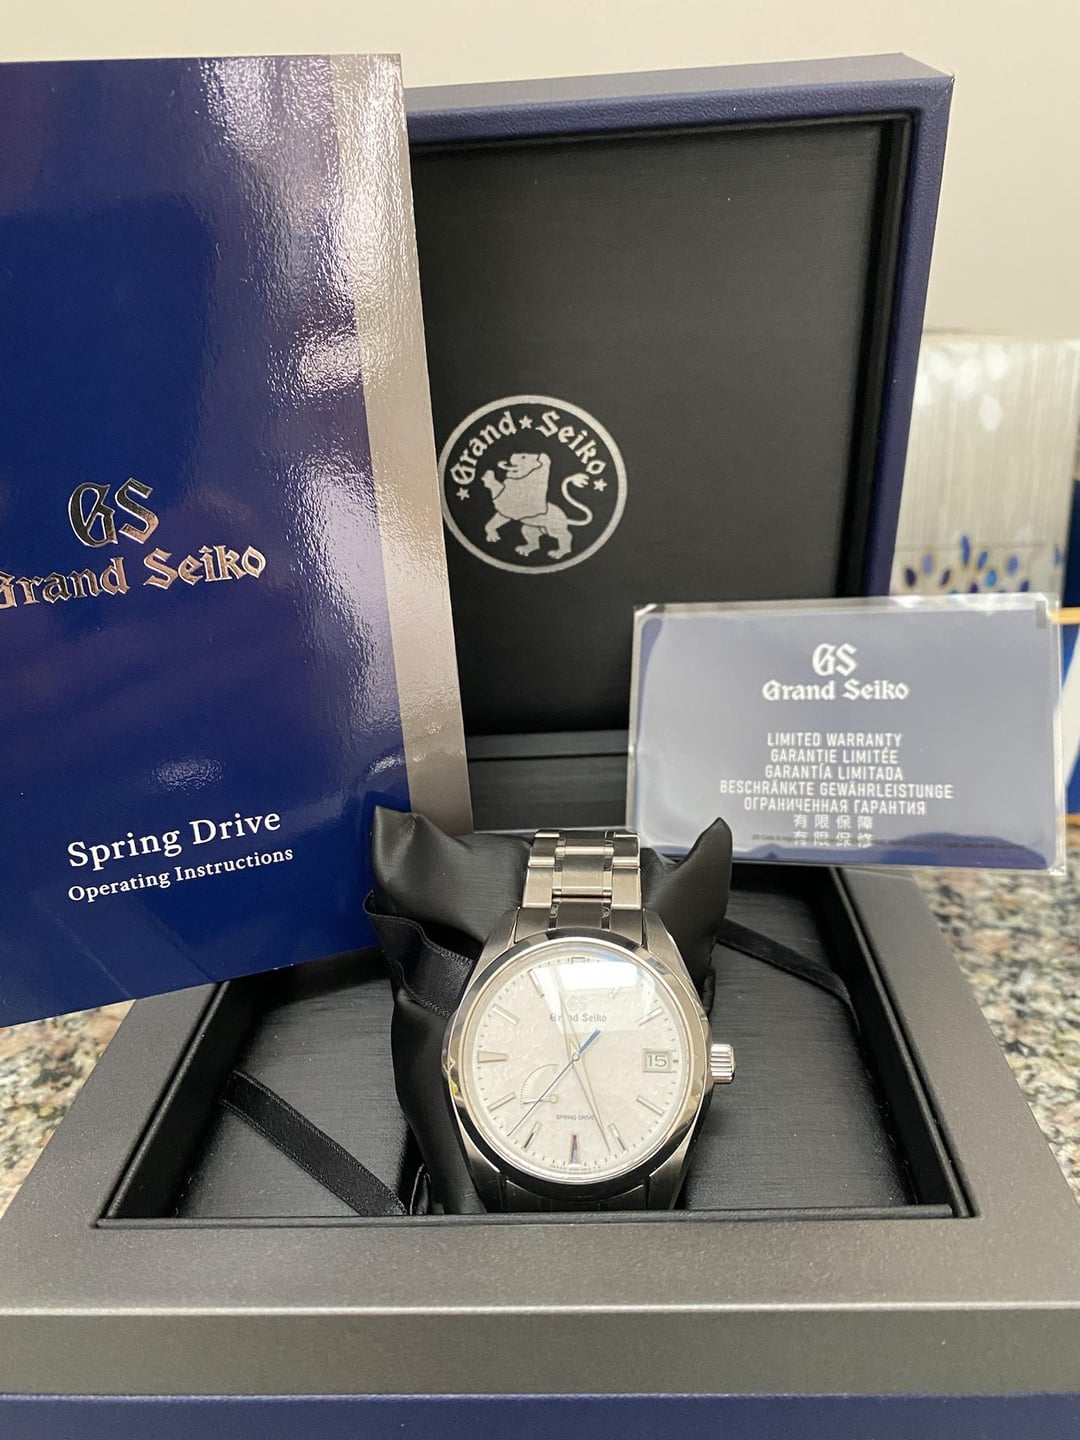 GS
Grand Seiko
Spring Drive
Operating Instructions
Grand★Seiko
GS
Grand Seiko
LIMITED WARRANTY
GARANTIE LIMITÉE
GARANTÍA LIMITADA
BESCHRÄNKTE GEWÄHRLEISTUNGE
ОГРАНИЧЕННАЯ ГАРАНТИЯ
有限保障
有限保修
GS
Grand Seiko
15
SPRING DRIVE